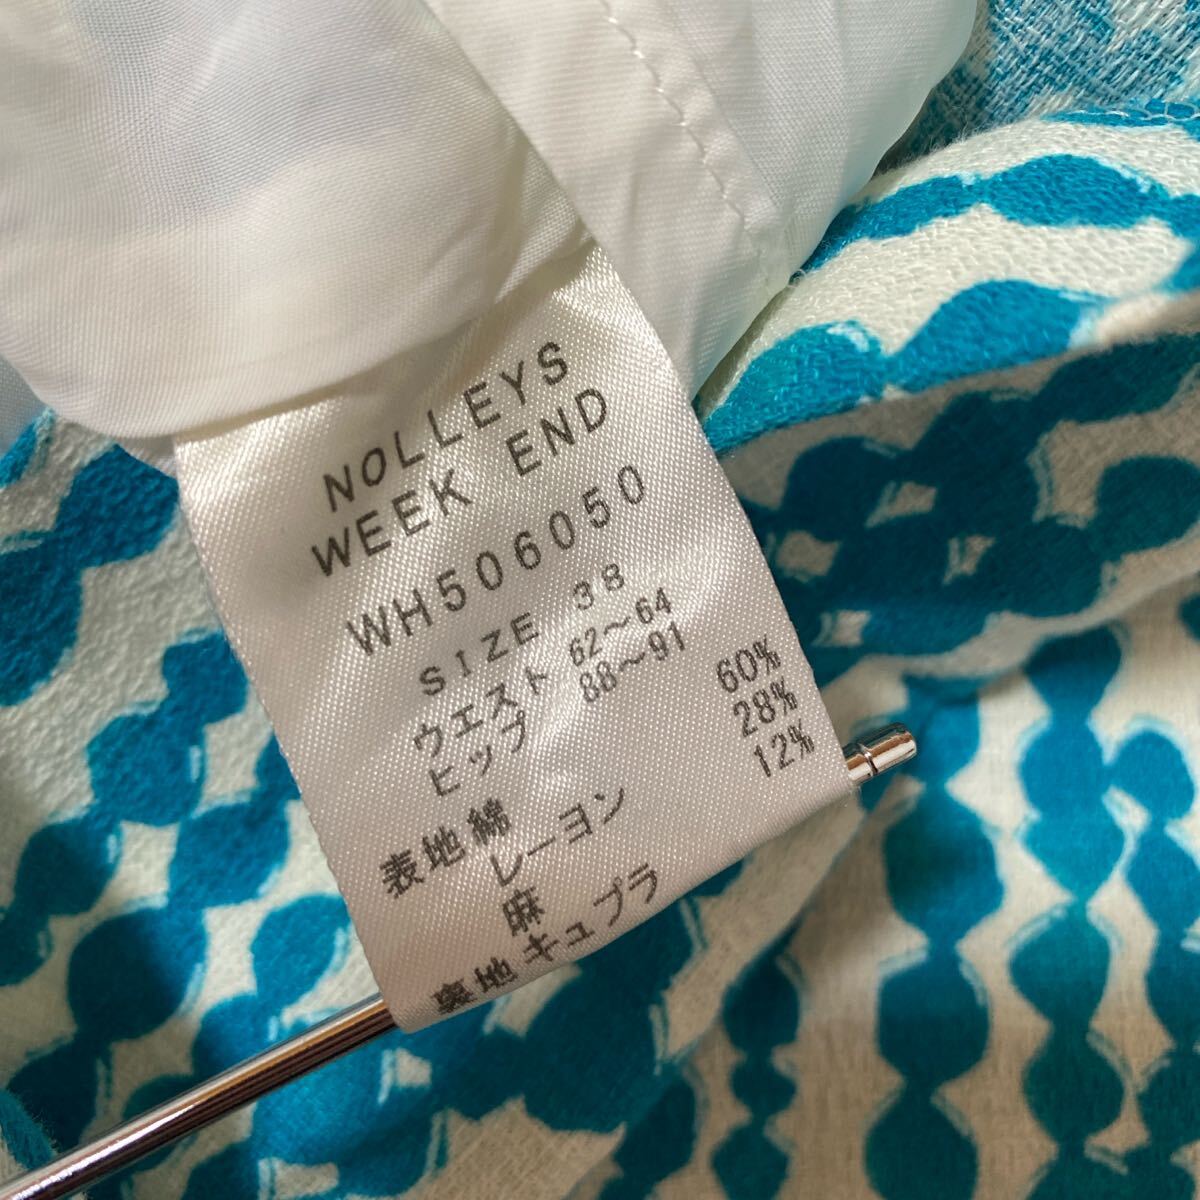 NOLLEYS
WEEK END
WH506050
SIZE 38
ウエスト 62～64
ヒップ 88～91
表地 綿 60%
レーヨン 28%
麻 12%
裏地 キュプラ